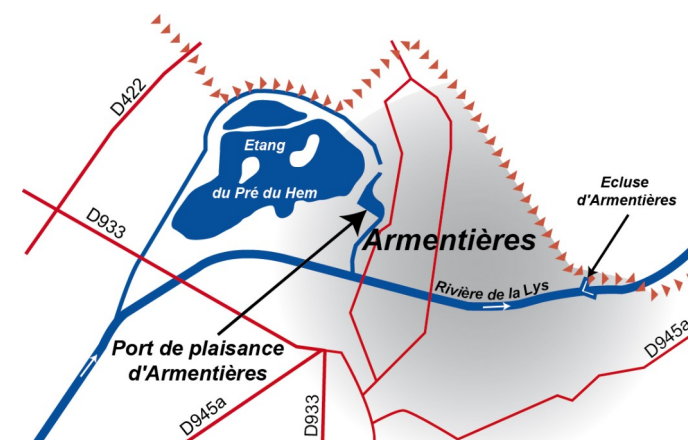 D422
Etang
du Pré du Hem
D933
Ecluse
d'Armentières
Armentières
Rivière de la Lys
Port de plaisance
d'Armentières
D945a
D945a
D933